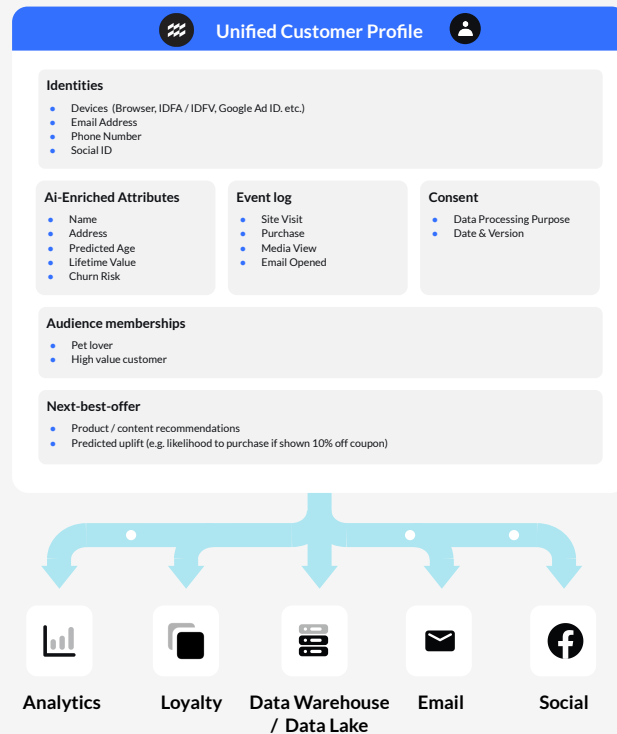 Unified Customer Profile
Identities
Devices (Browser, IDFA / IDFV, Google Ad ID. etc.)
Email Address
Phone Number
Social ID
Ai-Enriched Attributes
Name
Address
Predicted Age
Lifetime Value
Churn Risk
Event log
Site Visit
Purchase
Media View
Email Opened
Consent
Data Processing Purpose
Date & Version
Audience memberships
Pet lover
High value customer
Next-best-offer
Product / content recommendations
Predicted uplift (e.g. likelihood to purchase if shown 10% off coupon)
Analytics
Loyalty
Data Warehouse
/ Data Lake
Email
Social